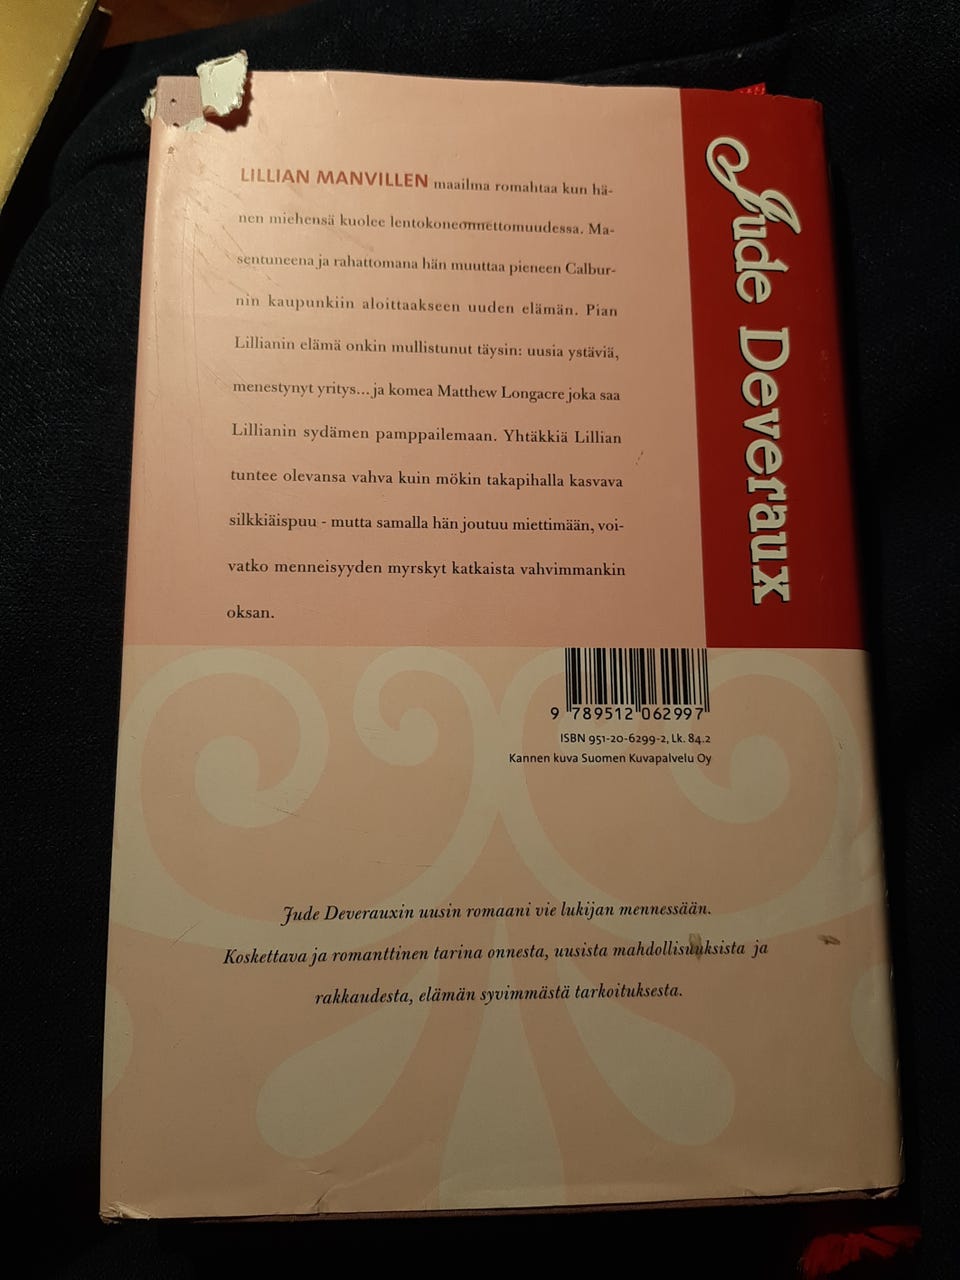 LILLIAN MANVILLEN maailma romahtaa kun hä-
nen miehensä kuolee lentokoneonnettomuudessa. Ma-
sentuneena ja rahattomana hän muuttaa pieneen Calbur-
nin kaupunkiin aloittaakseen uuden elämän. Pian
Lillianin elämä onkin mullistunut täysin: uusia ystäviä,
menestynyt yritys...ja komea Matthew Longacre joka saa
Lillianin sydämen pamppailemaan. Yhtäkkiä Lillian
tuntee olevansa vahva kuin mökin takapihalla kasvava
silkkiäispuu - mutta samalla hän joutuu miettimään, voi-
vatko menneisyyden myrskyt katkaista vahvimmankin
oksan.
Jude Deveraux
9 789512 062997
ISBN 951-20-6299-2, Lk. 84.2
Kannen kuva Suomen Kuvapalvelu Oy
Jude Deverauxin uusin romaani vie lukijan mennessään.
Koskettava ja romanttinen tarina onnesta, uusista mahdollisuuksista ja
rakkaudesta, elämän syvimmästä tarkoituksesta.